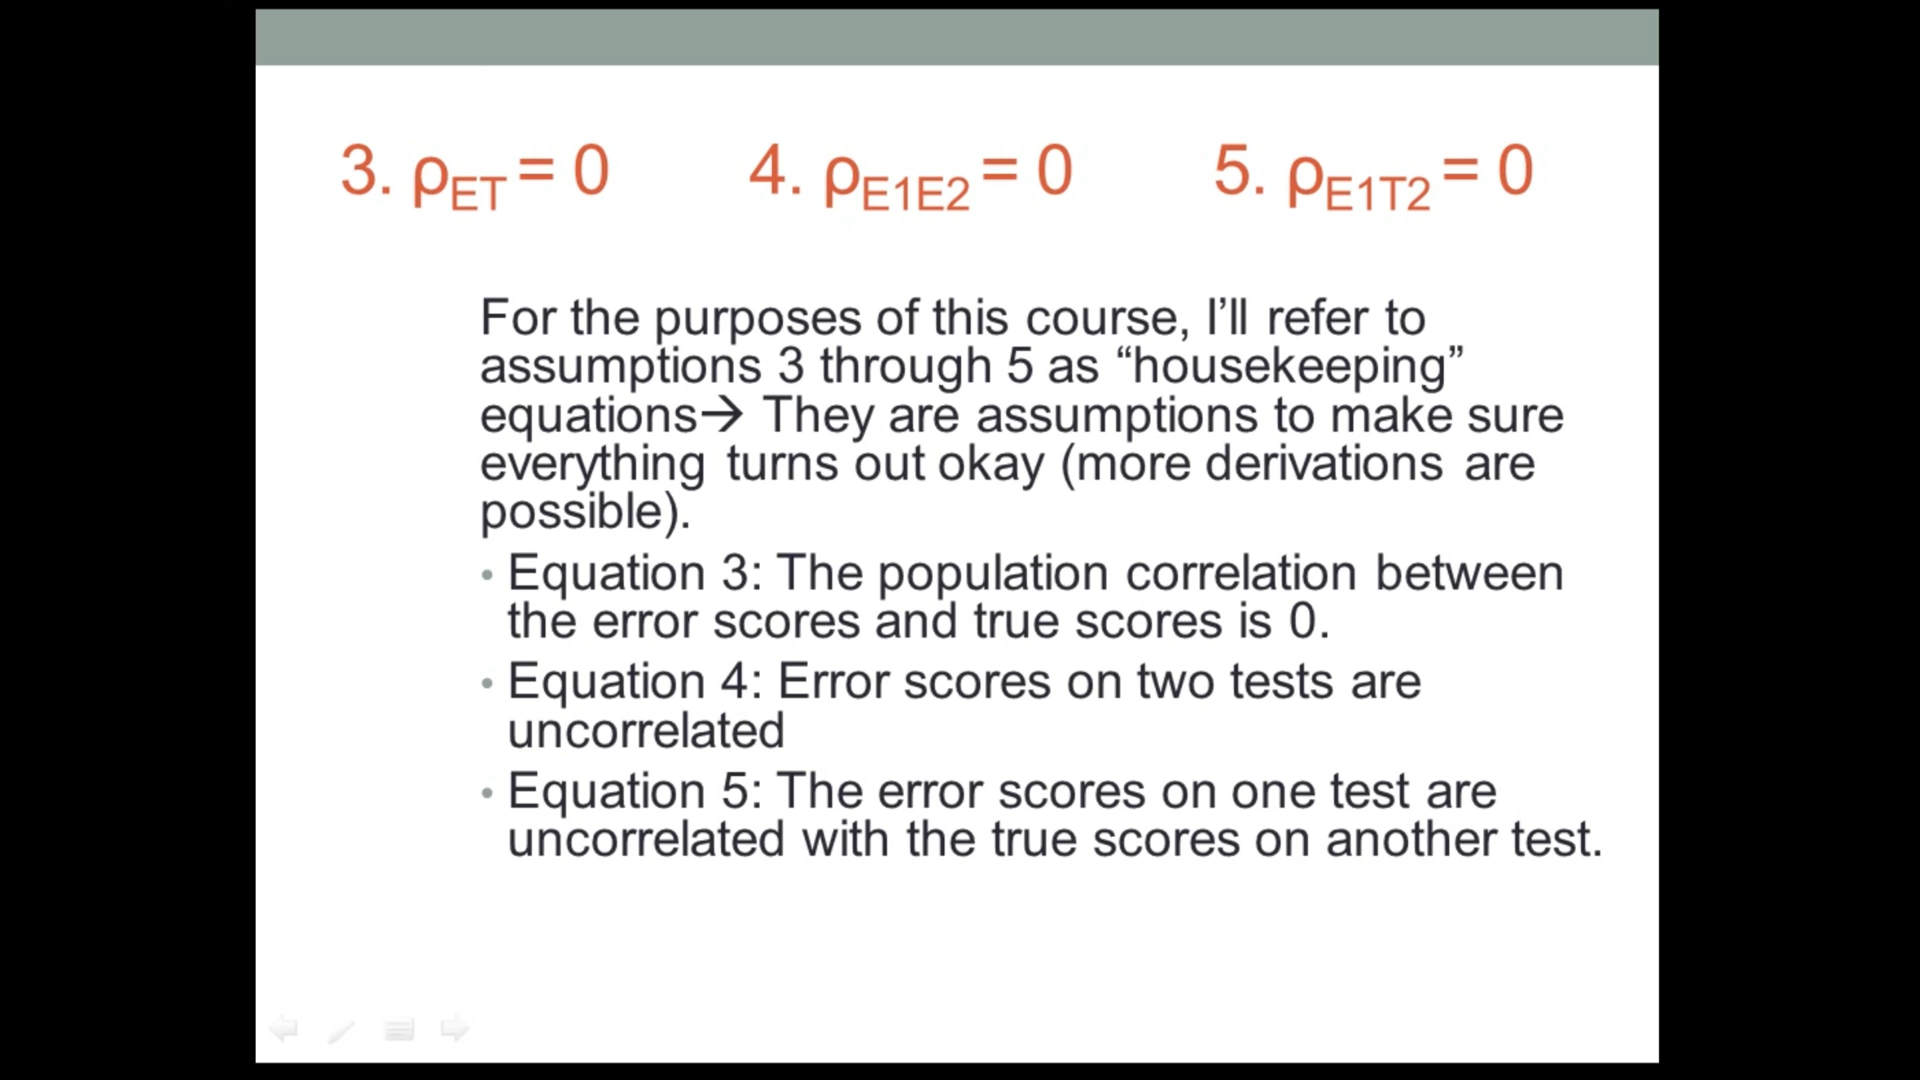 3. ρET = 0 4. ρE1E2 = 0 5. ρE1T2 = 0
For the purposes of this course, I’ll refer to
assumptions 3 through 5 as “housekeeping”
equations→ They are assumptions to make sure
everything turns out okay (more derivations are
possible).
• Equation 3: The population correlation between
the error scores and true scores is 0.
• Equation 4: Error scores on two tests are
uncorrelated
• Equation 5: The error scores on one test are
uncorrelated with the true scores on another test.